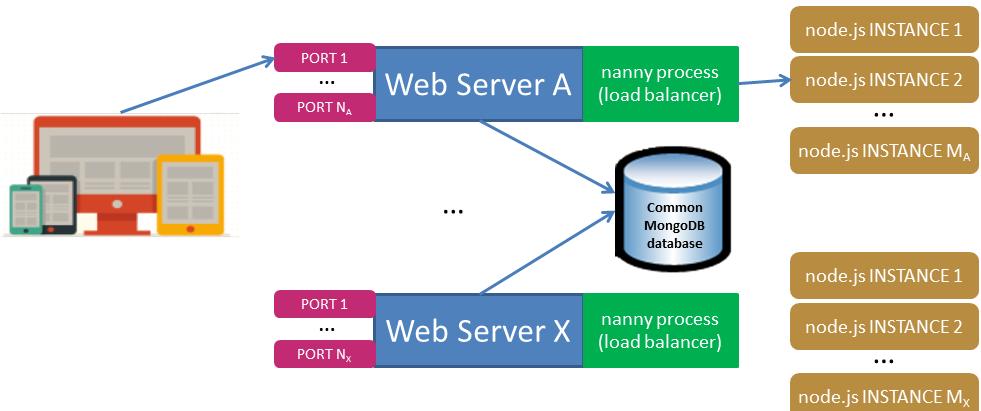 PORT 1
...
PORT N_A
Web Server A
nanny process
(load balancer)
node.js INSTANCE 1
node.js INSTANCE 2
...
node.js INSTANCE M_A
...
Common
MongoDB
database
PORT 1
...
PORT N_X
Web Server X
nanny process
(load balancer)
node.js INSTANCE 1
node.js INSTANCE 2
...
node.js INSTANCE M_X